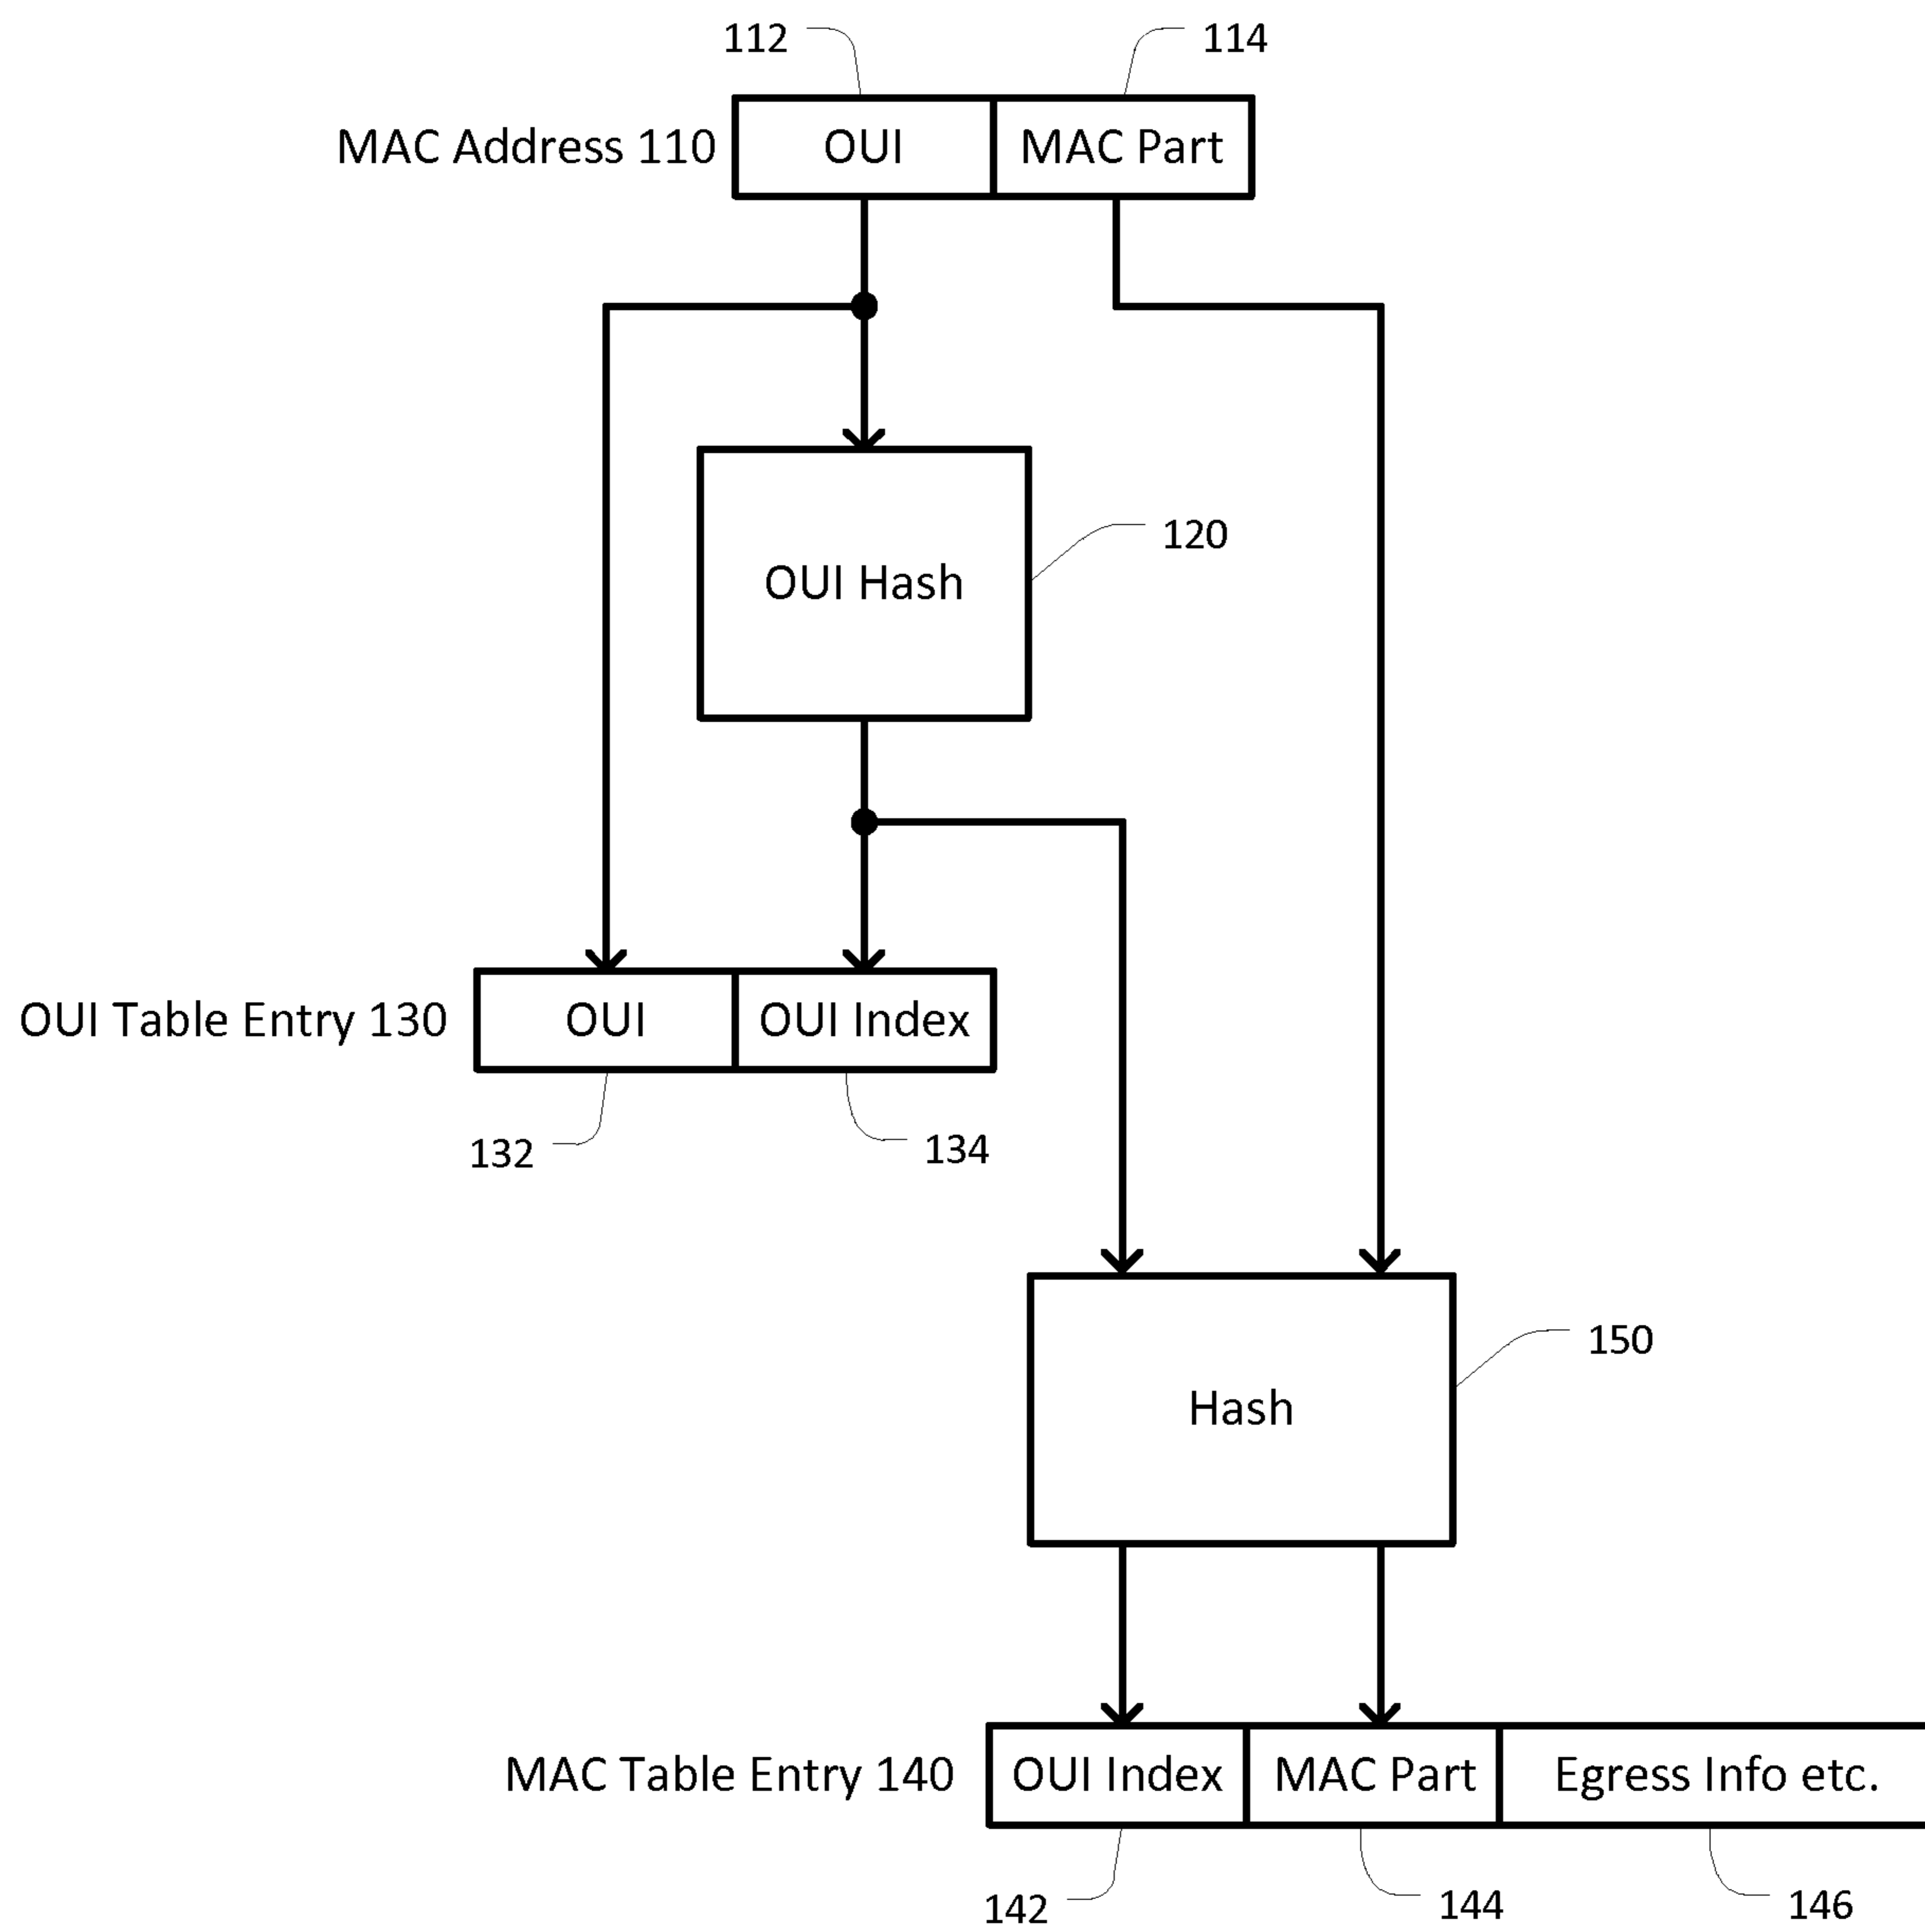 112
114
MAC Address 110
OUI
MAC Part
120
OUI Hash
OUI Table Entry 130
OUI
OUI Index
132
134
150
Hash
MAC Table Entry 140
OUI Index
MAC Part
Egress Info etc.
142
144
146